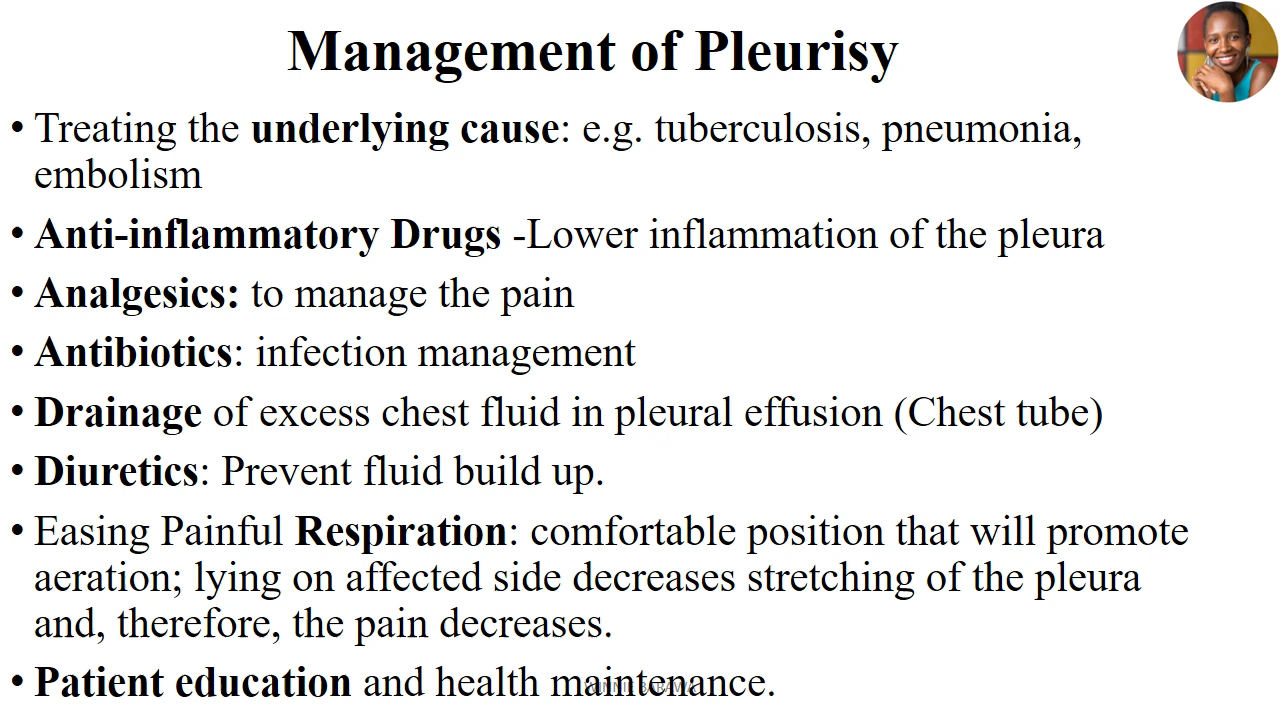 Management of Pleurisy
• Treating the underlying cause: e.g. tuberculosis, pneumonia,
embolism
• Anti-inflammatory Drugs -Lower inflammation of the pleura
• Analgesics: to manage the pain
• Antibiotics: infection management
• Drainage of excess chest fluid in pleural effusion (Chest tube)
• Diuretics: Prevent fluid build up.
• Easing Painful Respiration: comfortable position that will promote
aeration; lying on affected side decreases stretching of the pleura
and, therefore, the pain decreases.
• Patient education and health maintenance.